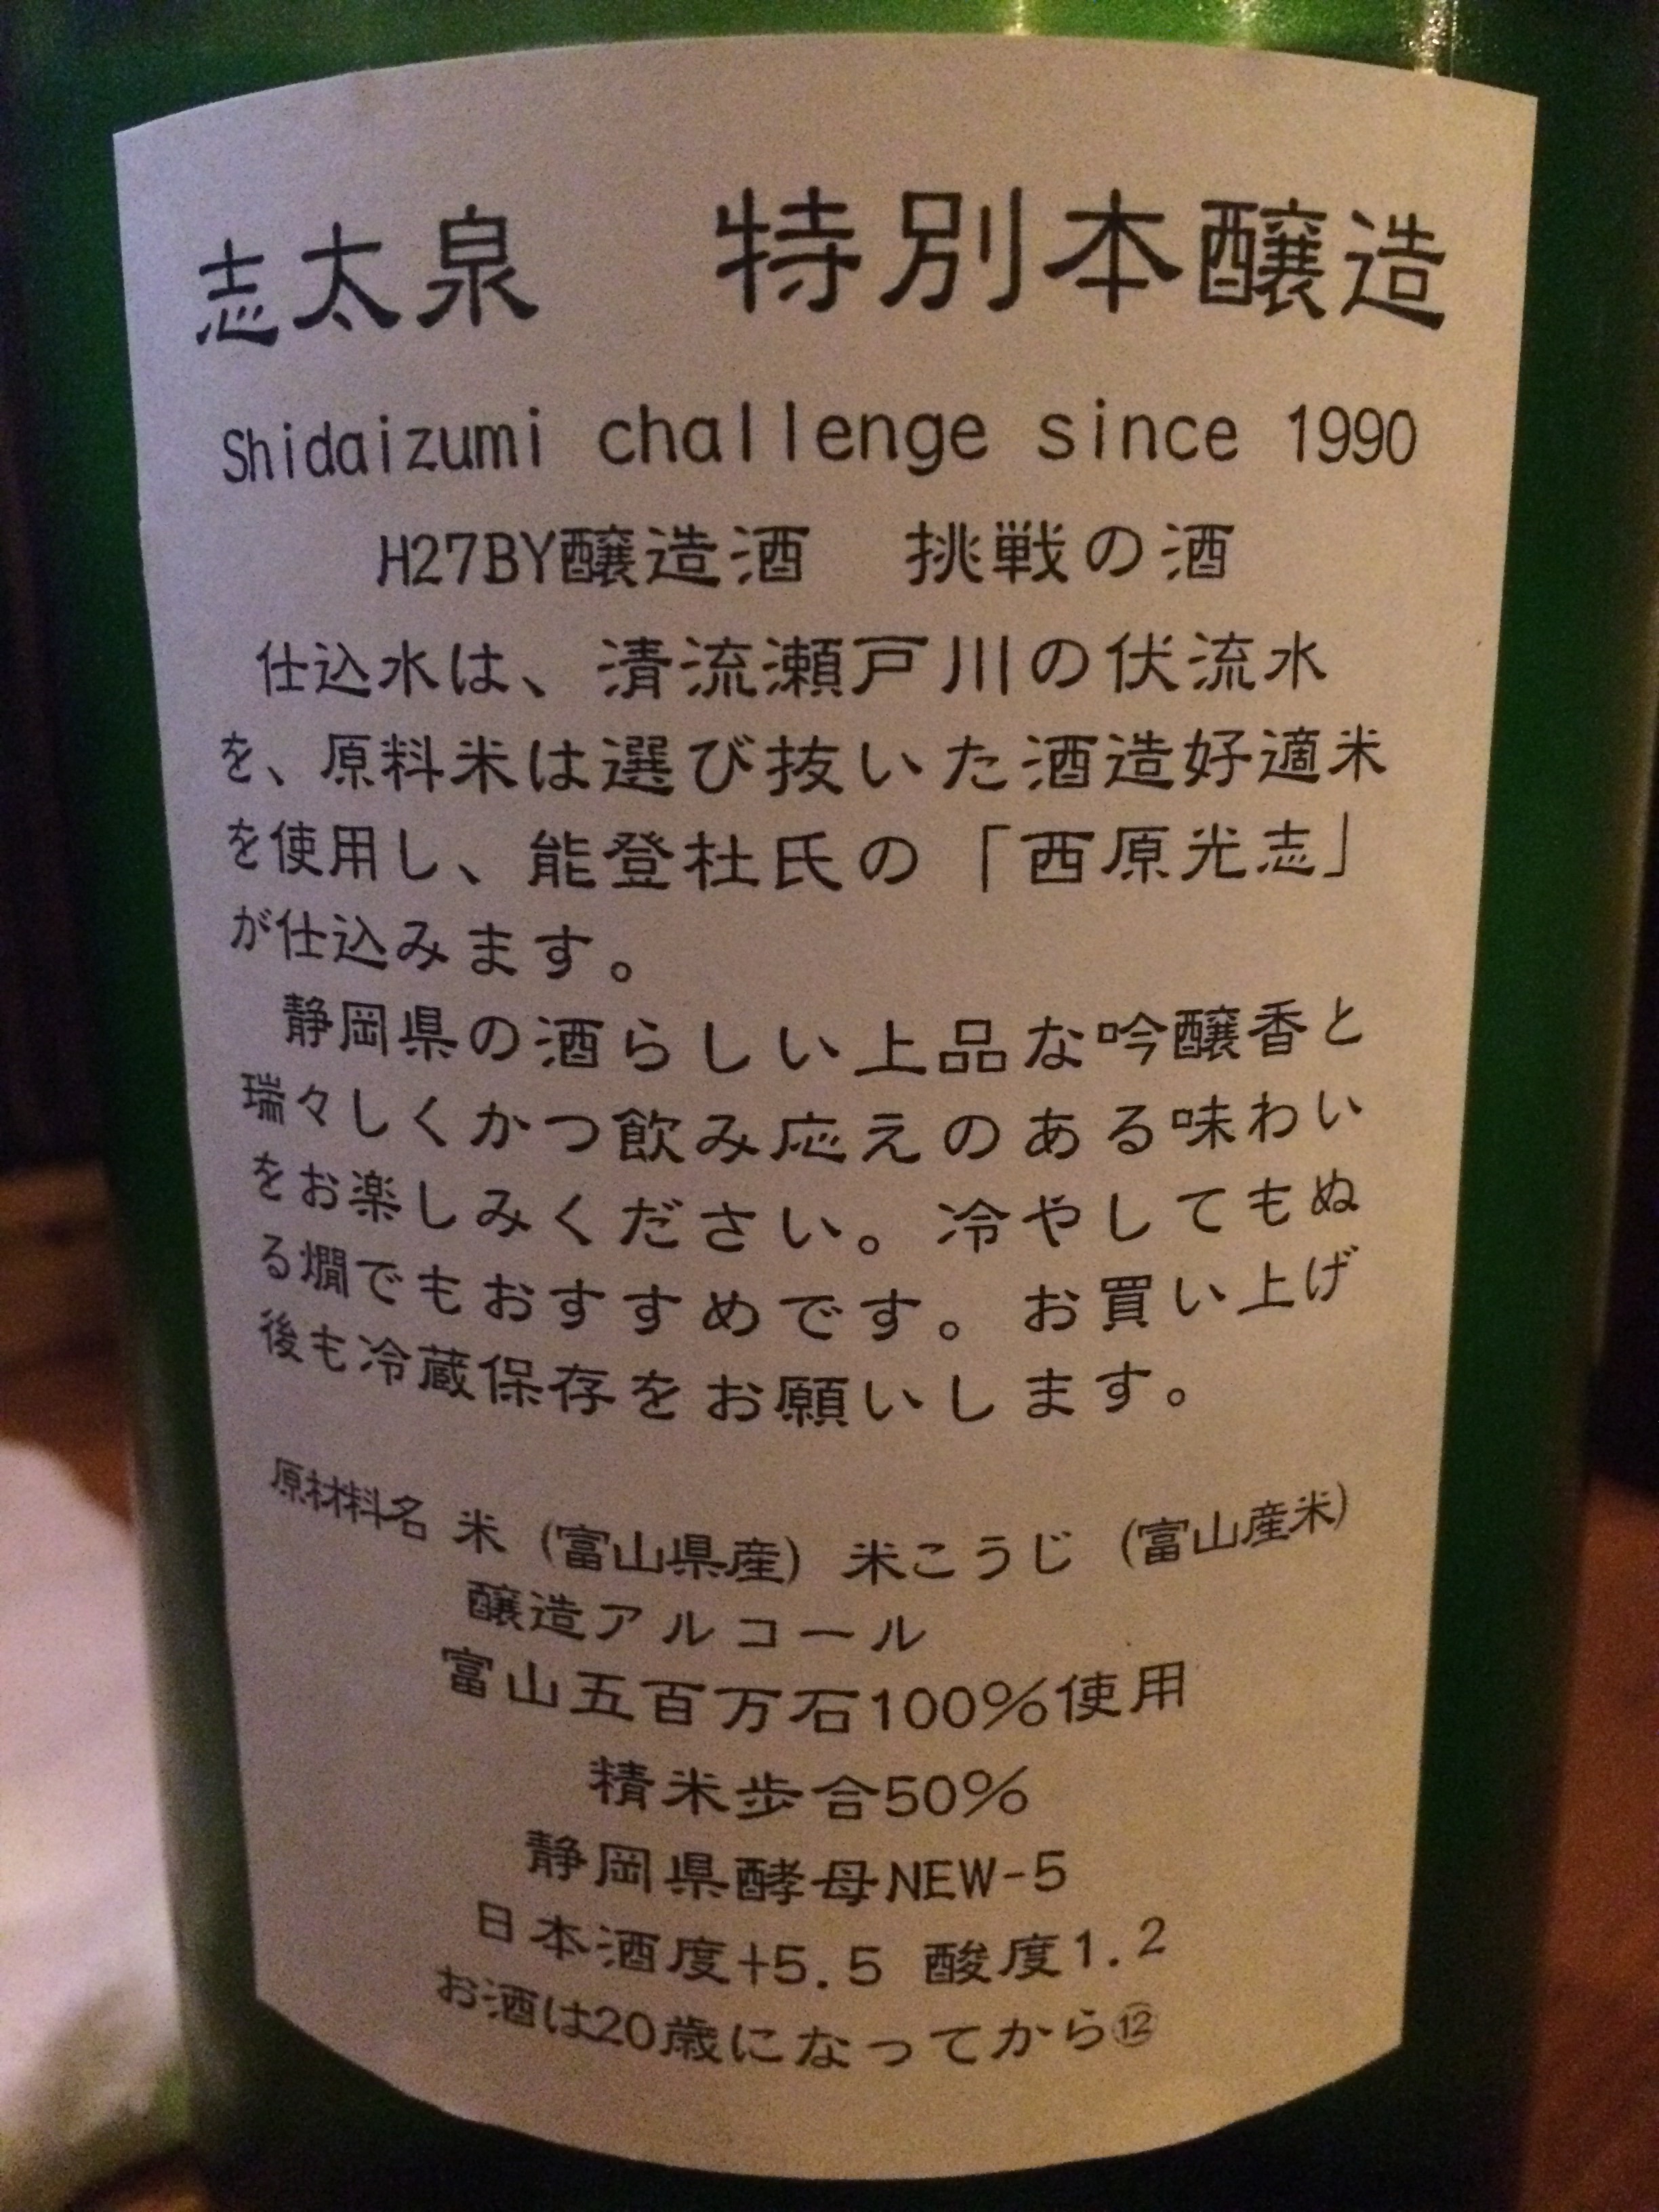 志太泉　特別本醸造
Shidaizumi challenge since 1990
H27BY醸造酒　挑戦の酒
仕込水は、清流瀬戸川の伏流水
を、原料米は選び抜いた酒造好適米
を使用し、能登杜氏の「西原光志」
が仕込みます。
静岡県の酒らしい上品な吟醸香と
瑞々しくかつ飲み応えのある味わい
をお楽しみください。冷やしてもぬ
る燗でもおすすめです。お買い上げ
後も冷蔵保存をお願いします。
原材料名 米（富山県産）米こうじ（富山産米）
醸造アルコール
富山五百万石100%使用
精米歩合50%
静岡県酵母NEW-5
日本酒度+5.5 酸度1.2
お酒は20歳になってから⑫